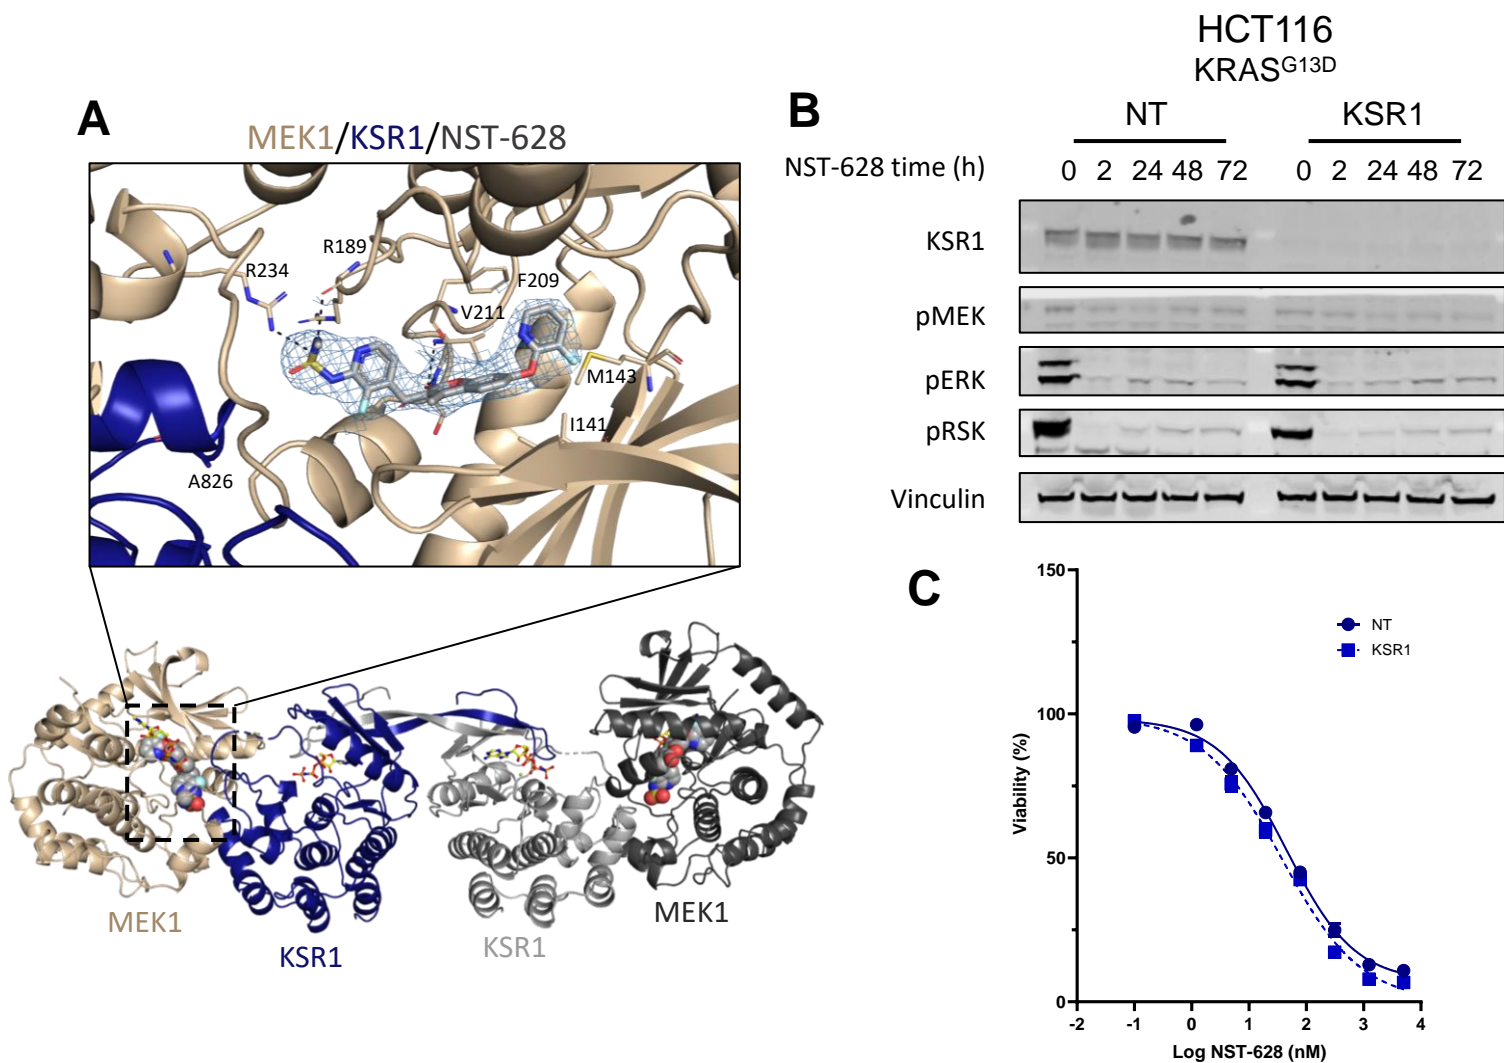 A
MEK1/KSR1/NST-628
R189
R234
F209
V211
M143
I141
A826
MEK1
KSR1
KSR1
MEK1
HCT116
KRASG13D
B
NT KSR1
NST-628 time (h) 0 2 24 48 72 0 2 24 48 72
KSR1
pMEK
pERK
pRSK
Vinculin
C
150
100
50
0
Viability (%)
NT
KSR1
-2 -1 0 1 2 3 4
Log NST-628 (nM)